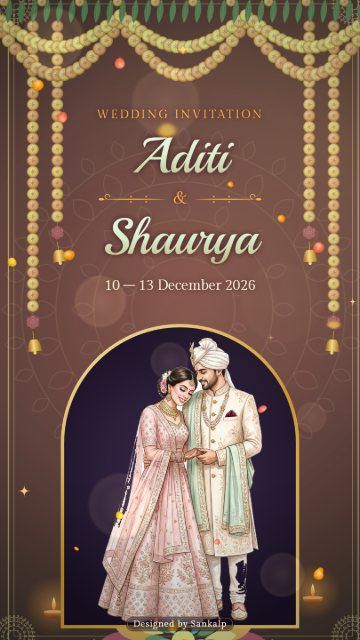 WEDDING INVITATION
Aditi
&
Shaurya
10 — 13 December 2026
Designed by Sankalp